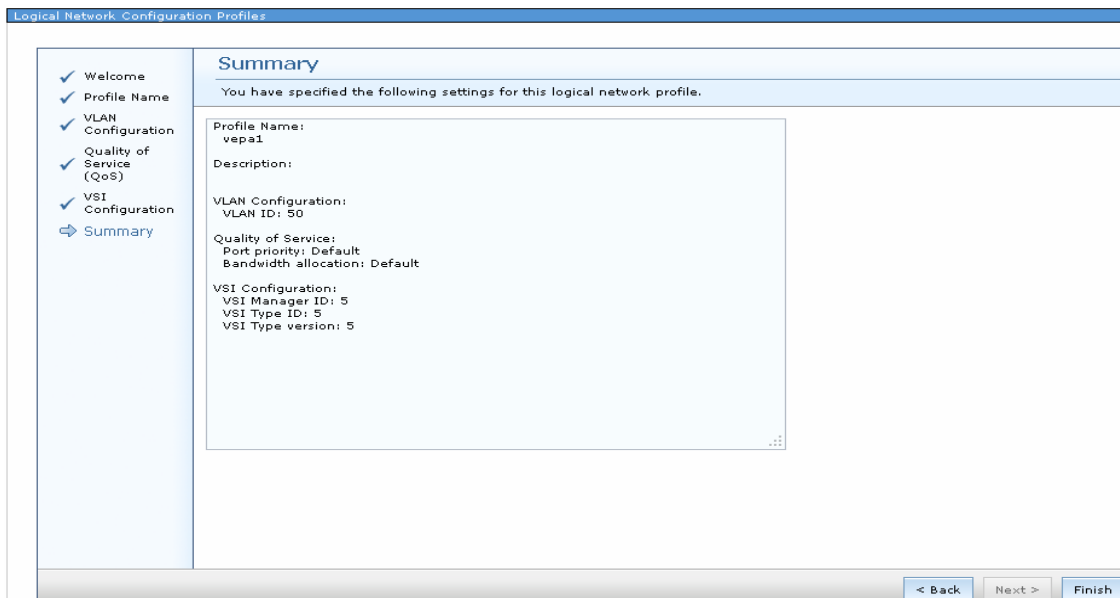 Logical Network Configuration Profiles
Welcome
Profile Name
VLAN
Configuration
Quality of
Service
(QoS)
VSI
Configuration
Summary
Summary
You have specified the following settings for this logical network profile.
Profile Name:
vepa1
Description:
VLAN Configuration:
VLAN ID: 50
Quality of Service:
Port priority: Default
Bandwidth allocation: Default
VSI Configuration:
VSI Manager ID: 5
VSI Type ID: 5
VSI Type version: 5
< Back
Next >
Finish